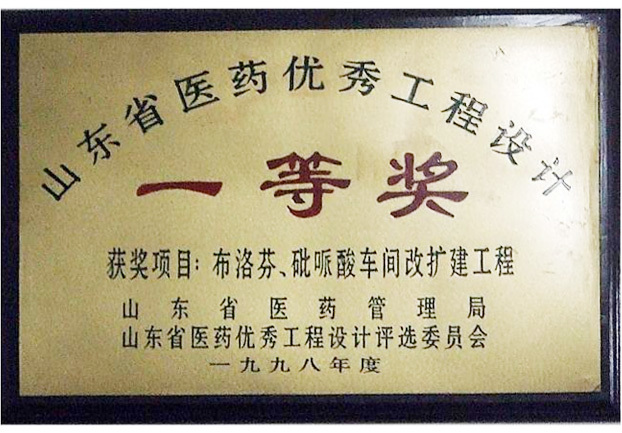 山东省医药优秀工程设计
一等奖
获奖项目：布洛芬、砒哌酸车间改扩建工程
山东省医药管理局
山东省医药优秀工程设计评选委员会
一九九八年度